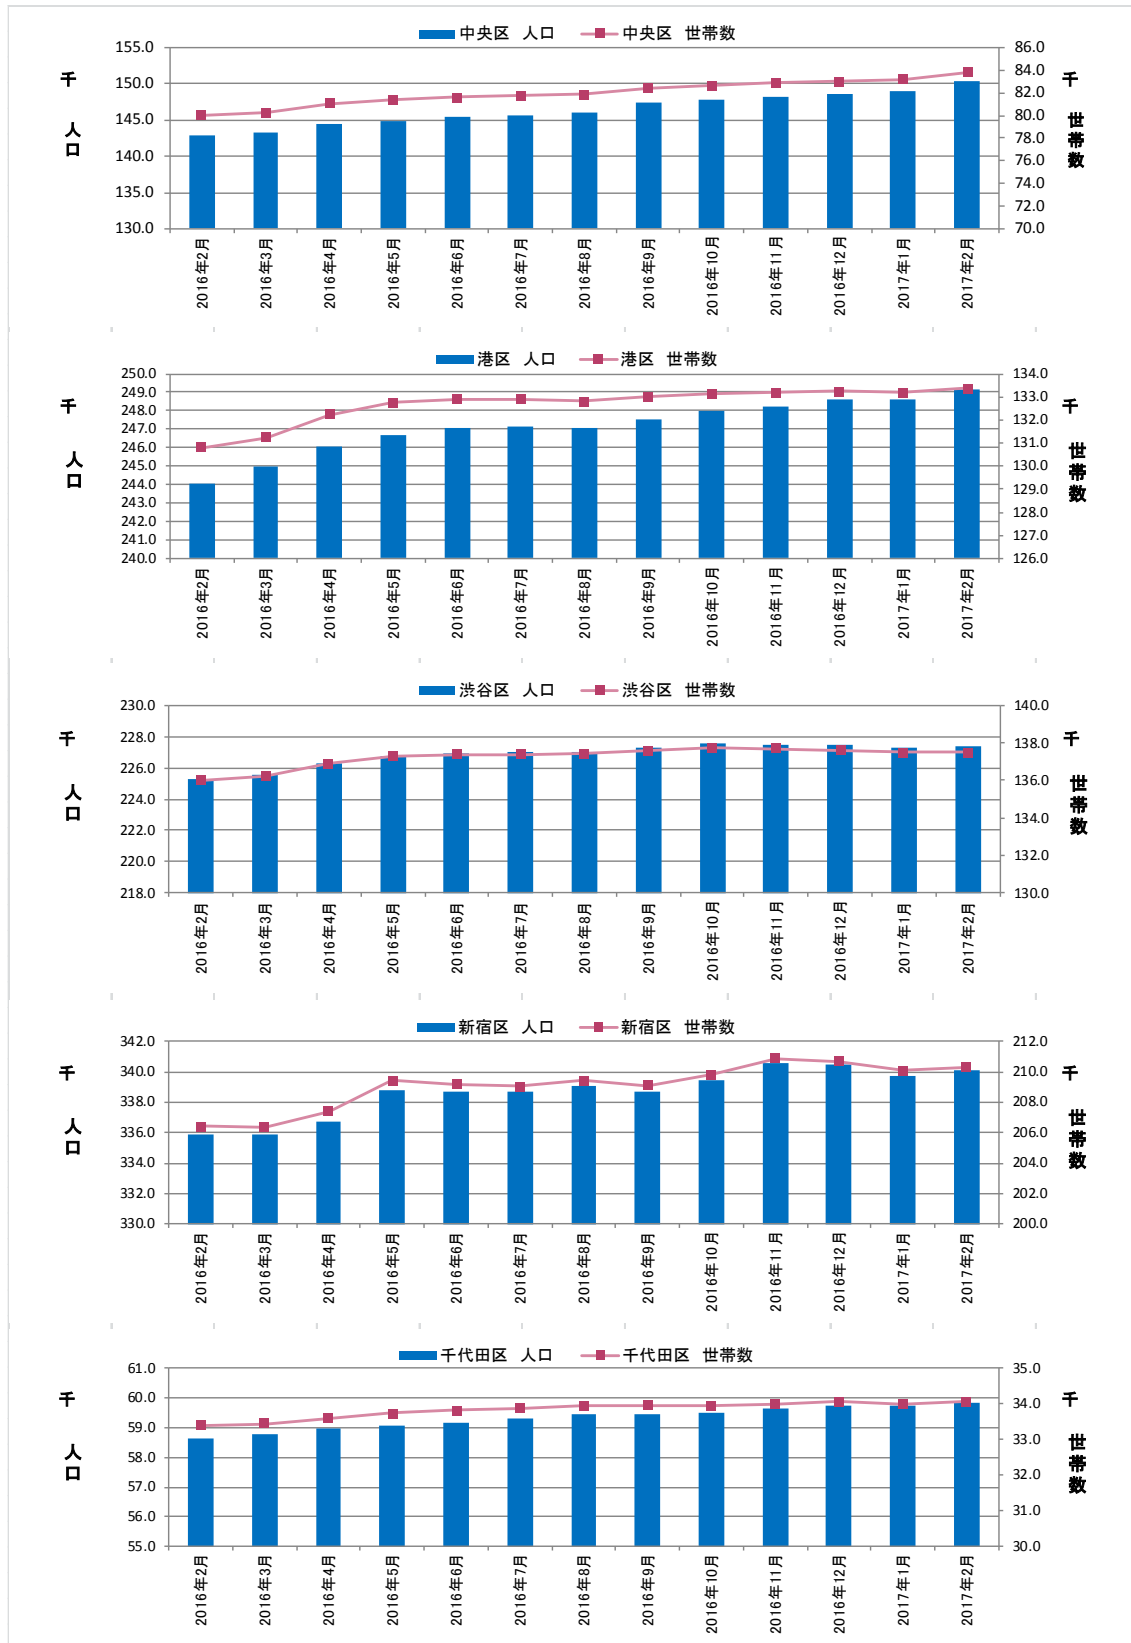 中央区 人口 中央区 世帯数
155.0 86.0
千 84.0 千
150.0 82.0
人口 145.0 80.0 世帯数
78.0
140.0 76.0
74.0
135.0 72.0
130.0 70.0
2016年2月 2016年3月 2016年4月 2016年5月 2016年6月 2016年7月 2016年8月 2016年9月 2016年10月 2016年11月 2016年12月 2017年1月 2017年2月
港区 人口 港区 世帯数
250.0 134.0
249.0 133.0
千 248.0 132.0 千
247.0 131.0
人口 246.0 130.0 世帯数
245.0 129.0
244.0 128.0
243.0 127.0
242.0 126.0
241.0
240.0
2016年2月 2016年3月 2016年4月 2016年5月 2016年6月 2016年7月 2016年8月 2016年9月 2016年10月 2016年11月 2016年12月 2017年1月 2017年2月
渋谷区 人口 渋谷区 世帯数
230.0 140.0
千 228.0 138.0 千
226.0 136.0
人口 224.0 134.0 世帯数
222.0 132.0
220.0 130.0
218.0
2016年2月 2016年3月 2016年4月 2016年5月 2016年6月 2016年7月 2016年8月 2016年9月 2016年10月 2016年11月 2016年12月 2017年1月 2017年2月
新宿区 人口 新宿区 世帯数
342.0 212.0
千 340.0 210.0 千
338.0 208.0
人口 336.0 206.0 世帯数
334.0 204.0
332.0 202.0
330.0 200.0
2016年2月 2016年3月 2016年4月 2016年5月 2016年6月 2016年7月 2016年8月 2016年9月 2016年10月 2016年11月 2016年12月 2017年1月 2017年2月
千代田区 人口 千代田区 世帯数
61.0 35.0
千 60.0 34.0 千
59.0 33.0
人口 58.0 32.0 世帯数
57.0 31.0
56.0 30.0
55.0
2016年2月 2016年3月 2016年4月 2016年5月 2016年6月 2016年7月 2016年8月 2016年9月 2016年10月 2016年11月 2016年12月 2017年1月 2017年2月